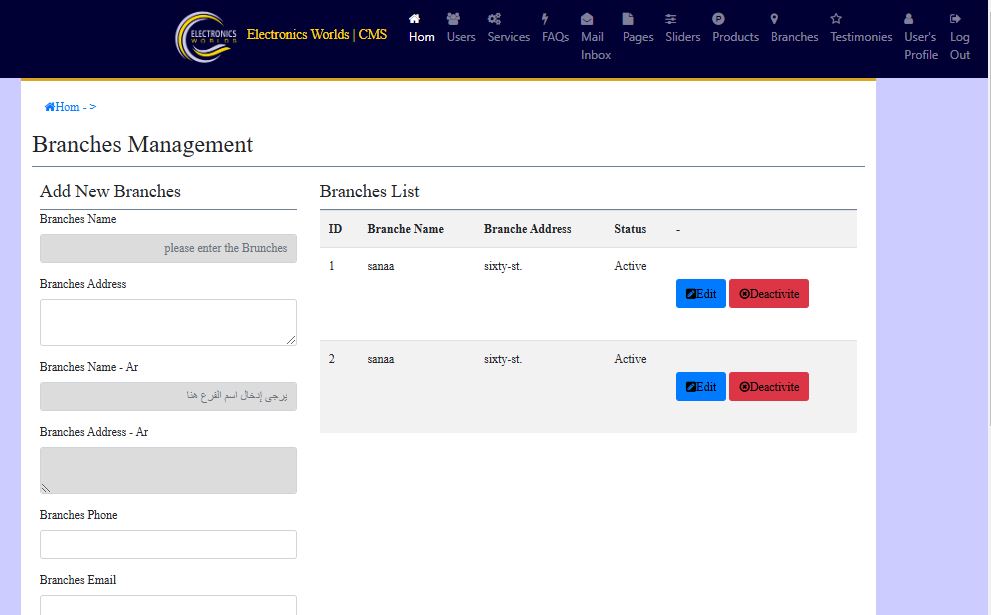 ELECTRONICS
WORLDS
Electronics Worlds | CMS
Hom
Users
Services
FAQs
Mail Inbox
Pages
Sliders
Products
Branches
Testimonies
User's Profile
Log Out
Hom - >
Branches Management
Add New Branches
Branches Name
please enter the Brunches
Branches Address
Branches Name - Ar
يرجى إدخال اسم الفرع هنا
Branches Address - Ar
Branches Phone
Branches Email
Branches List
ID Branche Name Branche Address Status -
1 sanaa sixty-st. Active
Edit Deactivite
2 sanaa sixty-st. Active
Edit Deactivite